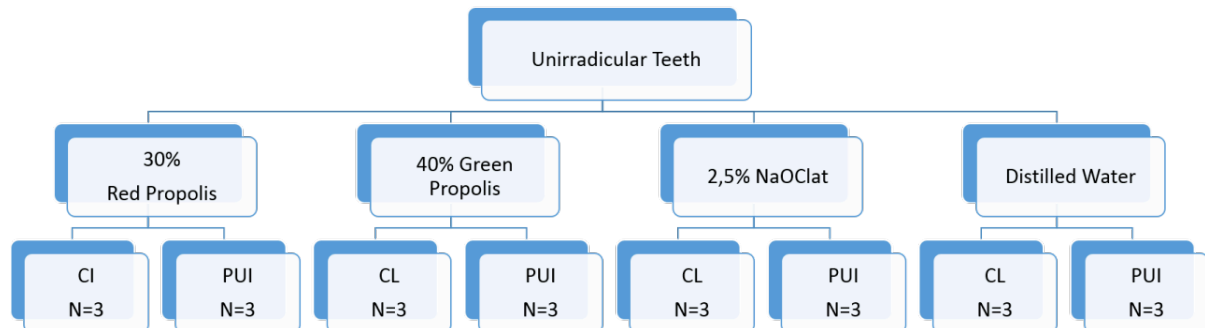 Unirradicular Teeth
30%
Red Propolis
40% Green
Propolis
2,5% NaOClat
Distilled Water
CI
N=3
PUI
N=3
CL
N=3
PUI
N=3
CL
N=3
PUI
N=3
CL
N=3
PUI
N=3